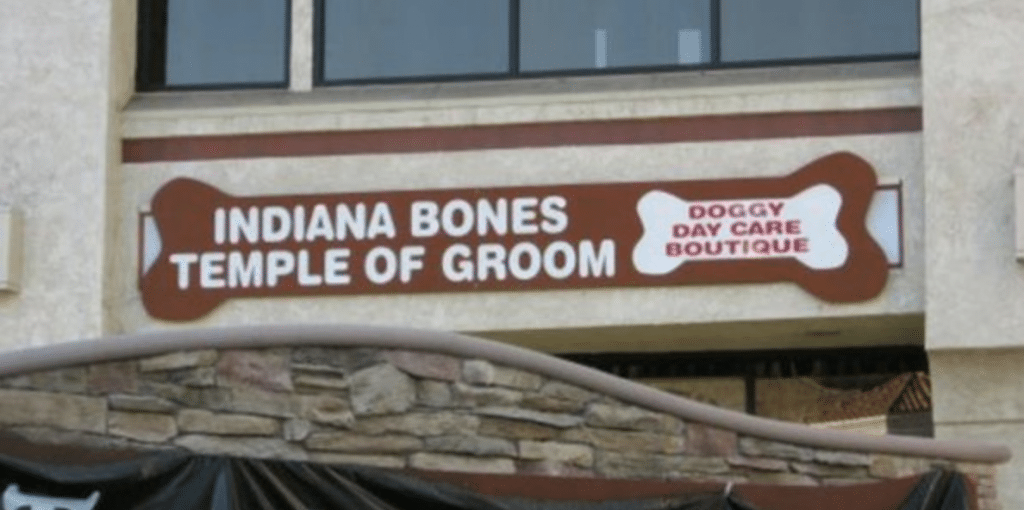 INDIANA BONES
TEMPLE OF GROOM
DOGGY
DAY CARE
BOUTIQUE